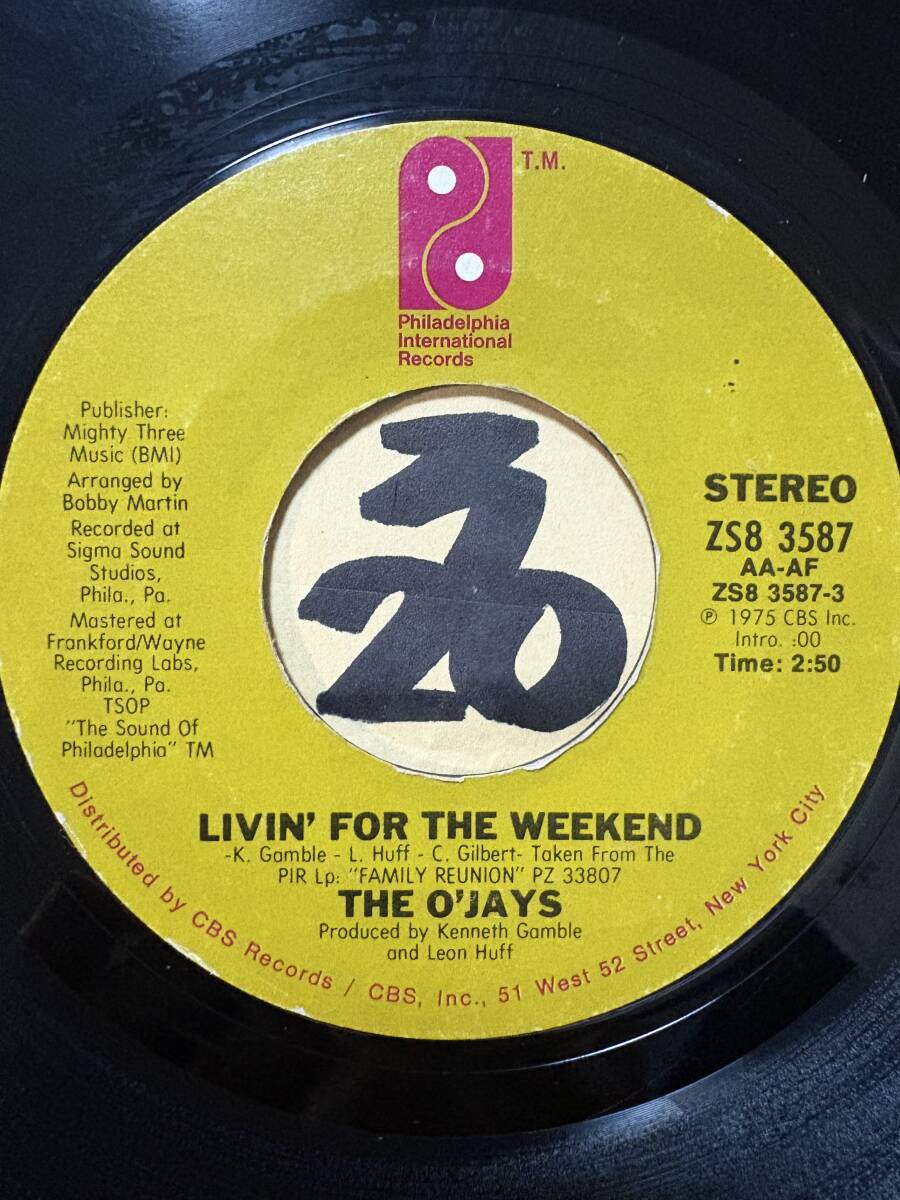 T.M.
Philadelphia
International
Records
Publisher:
Mighty Three
Music (BMI)
Arranged by
Bobby Martin
Recorded at
Sigma Sound
Studios,
Phila., Pa.
Mastered at
Frankford/Wayne
Recording Labs,
Phila., Pa.
TSOP
"The Sound Of
Philadelphia" TM
20
STEREO
ZS8 3587
AA-AF
ZS8 3587-3
℗ 1975 CBS Inc.
Intro. :00
Time: 2:50
LIVIN' FOR THE WEEKEND
-K. Gamble - L. Huff - C. Gilbert- Taken From The
PIR Lp: "FAMILY REUNION" PZ 33807
THE O'JAYS
Produced by Kenneth Gamble
and Leon Huff
Distributed by CBS Records / CBS, Inc., 51 West 52 Street, New York City